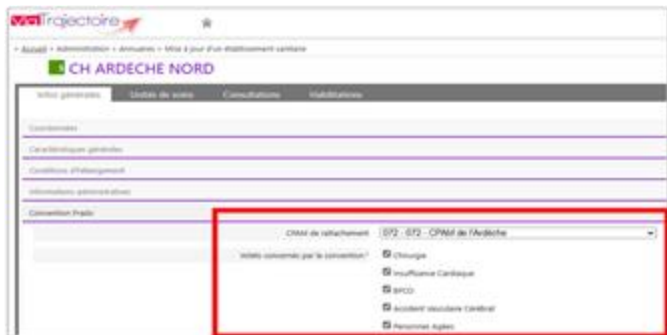 viaTrajectoire
Accueil > Administration > Annuaires > Mise à jour d'un établissement sanitaire
CH ARDECHE NORD
Infos générales Unités de soins Consultations Habilitations
Coordonnées
Caractéristiques générales
Conditions d'hébergement
Informations administratives
Convention Prado
CPAM de rattachement 072 - 072 - CPAM de l'Ardèche
Volets concernés par la convention *
Chirurgie
Insuffisance Cardiaque
BPCO
Accident Vasculaire Cérébral
Personnes Agées